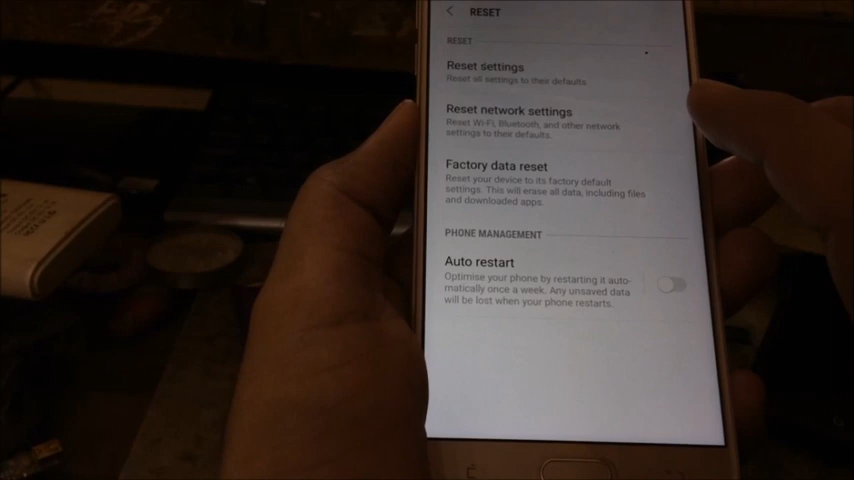 RESET
RESET
Reset settings
Reset all settings to their defaults
Reset network settings
Reset Wi-Fi, Bluetooth, and other network
settings to their defaults.
Factory data reset
Reset your device to its factory default
settings. This will erase all data, including files
and downloaded apps.
PHONE MANAGEMENT
Auto restart
Optimise your phone by restarting it auto-
matically once a week. Any unsaved data
will be lost when your phone restarts.